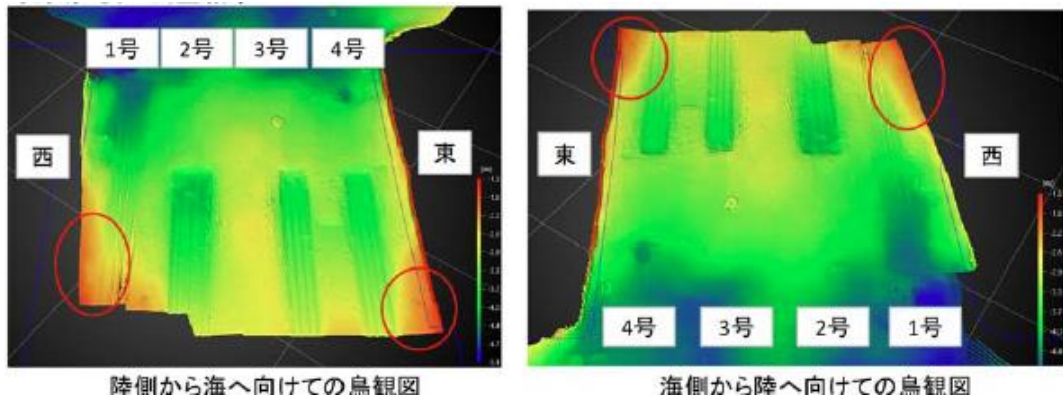 1号 2号 3号 4号
西
東
陸側から海へ向けての鳥観図
東
西
4号 3号 2号 1号
海側から陸へ向けての鳥観図